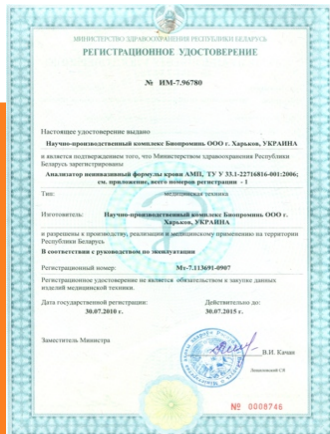 МИНИСТЕРСТВО ЗДРАВООХРАНЕНИЯ РЕСПУБЛИКИ БЕЛАРУСЬ
РЕГИСТРАЦИОННОЕ УДОСТОВЕРЕНИЕ
№ ИМ-7.96780
Настоящее удостоверение выдано
Научно-производственный комплекс Биопроминь ООО г. Харьков, УКРАИНА
и является подтверждением того, что Министерством здравоохранения Республики
Беларусь зарегистрированы
Анализатор неинвазивный формулы крови АМП, ТУ У 33.1-22716816-001:2006;
см. приложение, всего номеров регистрации - 1
Тип: медицинская техника
Изготовитель: Научно-производственный комплекс Биопроминь ООО г.
Харьков, УКРАИНА
и разрешены к производству, реализации и медицинскому применению на территории
Республики Беларусь
В соответствии с руководством по эксплуатации
Регистрационный номер: Мт-7.113691-0907
Регистрационное удостоверение не является обязательством к закупке данных
изделий медицинской техники.
Дата государственной регистрации: Действительно до:
30.07.2010 г. 30.07.2015 г.
Заместитель Министра
В.И. Качан
№ 0008746